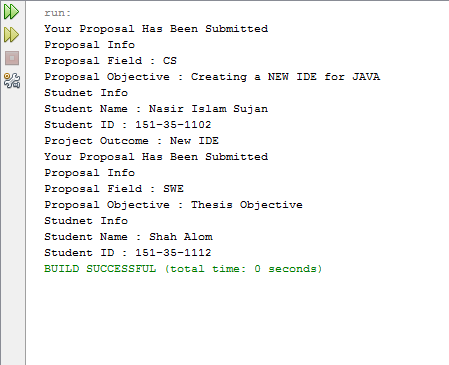 run:
Your Proposal Has Been Submitted
Proposal Info
Proposal Field : CS
Proposal Objective : Creating a NEW IDE for JAVA
Studnet Info
Student Name : Nasir Islam Sujan
Student ID : 151-35-1102
Project Outcome : New IDE
Your Proposal Has Been Submitted
Proposal Info
Proposal Field : SWE
Proposal Objective : Thesis Objective
Studnet Info
Student Name : Shah Alom
Student ID : 151-35-1112
BUILD SUCCESSFUL (total time: 0 seconds)